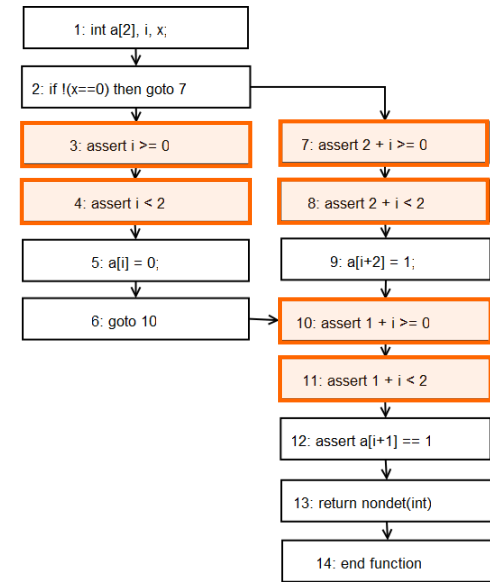 1: int a[2], i, x;
2: if !(x==0) then goto 7
3: assert i >= 0
4: assert i < 2
5: a[i] = 0;
6: goto 10
7: assert 2 + i >= 0
8: assert 2 + i < 2
9: a[i+2] = 1;
10: assert 1 + i >= 0
11: assert 1 + i < 2
12: assert a[i+1] == 1
13: return nondet(int)
14: end function